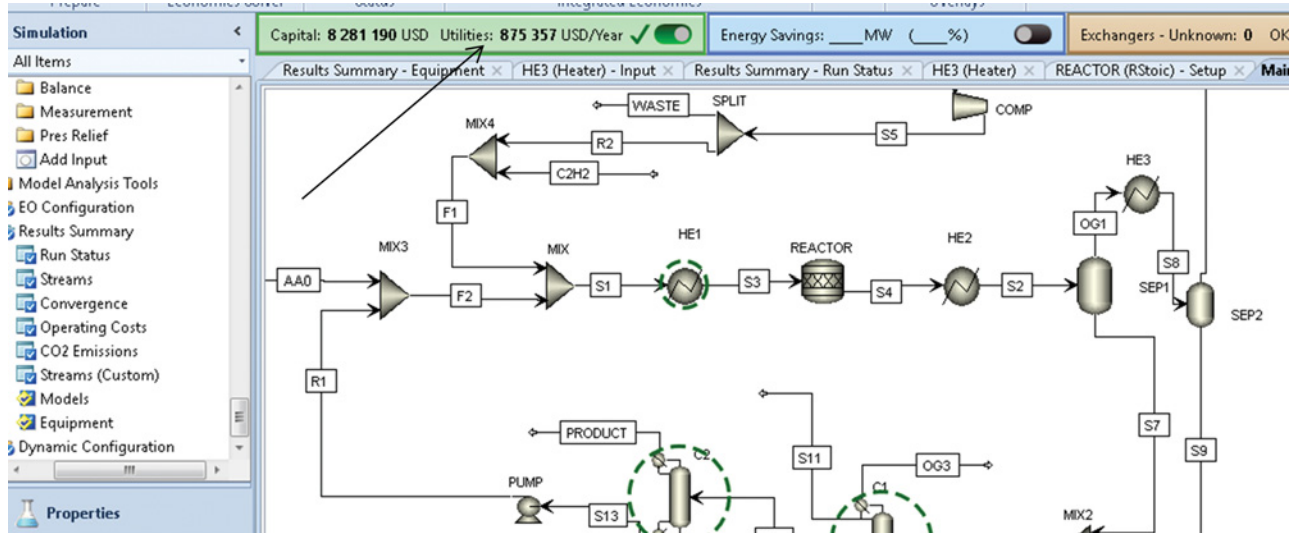 Simulation
All Items
Balance
Measurement
Pres Relief
Add Input
Model Analysis Tools
EO Configuration
Results Summary
Run Status
Streams
Convergence
Operating Costs
CO2 Emissions
Streams (Custom)
Models
Equipment
Dynamic Configuration
Properties
Capital: 8 281 190 USD Utilities: 875 357 USD/Year
Energy Savings: ____MW (____%)
Exchangers - Unknown: 0 OK
Results Summary - Equipment
HE3 (Heater) - Input
Results Summary - Run Status
HE3 (Heater)
REACTOR (RStoic) - Setup
WASTE
SPLIT
COMP
MIX4
R2
S5
C2H2
HE3
F1
OG1
MIX3
MIX
HE1
REACTOR
HE2
S8
AA0
F2
S1
S3
S4
S2
SEP1
SEP2
R1
S7
PRODUCT
C2
S11
OG3
S9
PUMP
S13
C1
MIX2